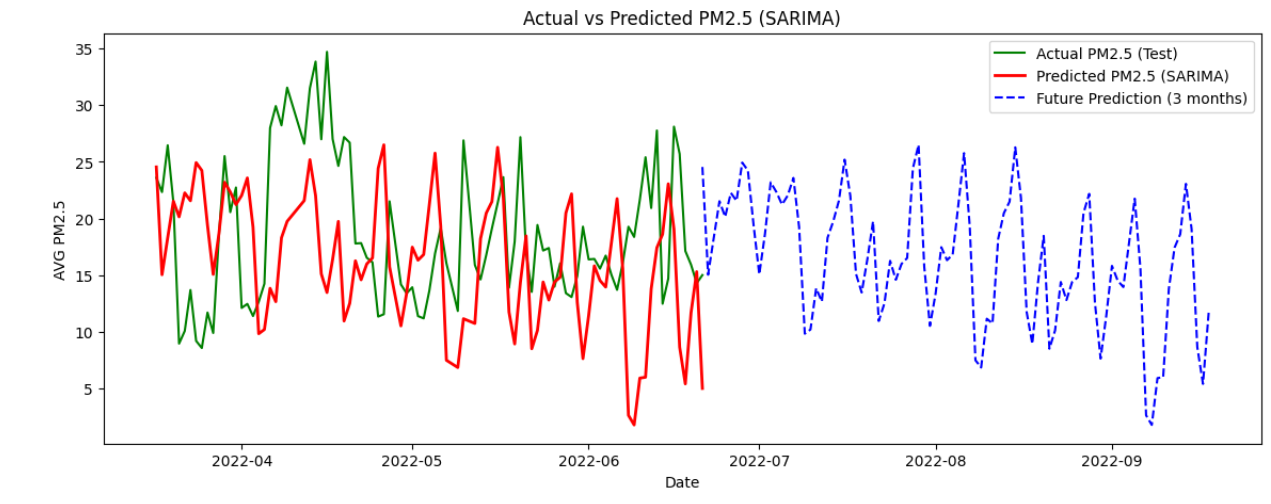 Actual vs Predicted PM2.5 (SARIMA)
35
30
25
20
15
10
5
AVG PM2.5
Actual PM2.5 (Test)
Predicted PM2.5 (SARIMA)
Future Prediction (3 months)
2022-04 2022-05 2022-06 2022-07 2022-08 2022-09
Date